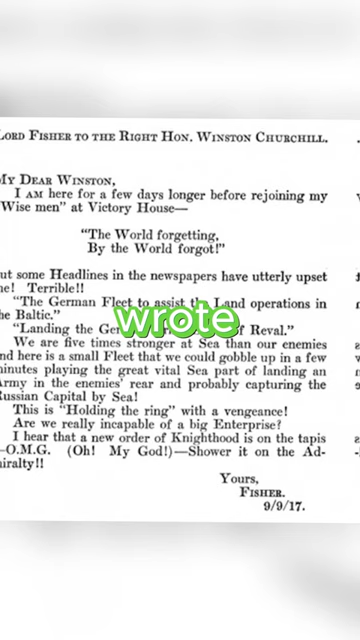 LORD FISHER TO THE RIGHT HON. WINSTON CHURCHILL.
MY DEAR WINSTON,
I AM here for a few days longer before rejoining my
"Wise men" at Victory House—
"The World forgetting,
By the World forgot!"
ut some Headlines in the newspapers have utterly upset
ne! Terrible!!
"The German Fleet to assist the Land operations in
he Baltic."
"Landing the Ge of Reval."
wrote
We are five times stronger at Sea than our enemies
nd here is a small Fleet that we could gobble up in a few
minutes playing the great vital Sea part of landing an
Army in the enemies' rear and probably capturing the
Russian Capital by Sea!
This is "Holding the ring" with a vengeance!
Are we really incapable of a big Enterprise?
I hear that a new order of Knighthood is on the tapis
—O.M.G. (Oh! My God!)—Shower it on the Ad-
miralty!!
Yours,
FISHER.
9/9/17.